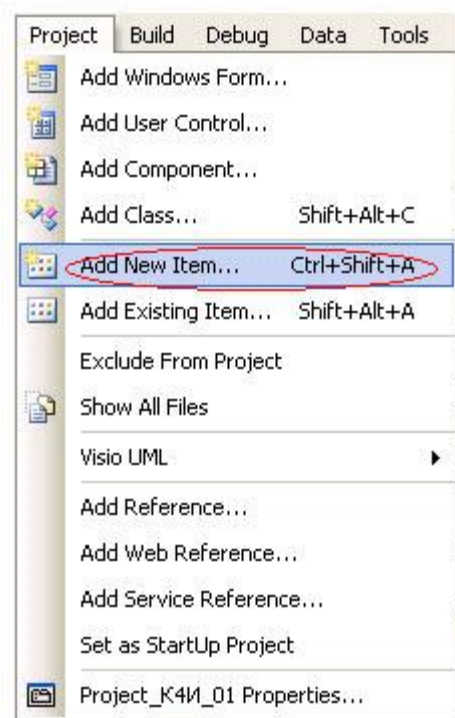 Project Build Debug Data Tools
Add Windows Form...
Add User Control...
Add Component...
Add Class... Shift+Alt+C
Add New Item... Ctrl+Shift+A
Add Existing Item... Shift+Alt+A
Exclude From Project
Show All Files
Visio UML
Add Reference...
Add Web Reference...
Add Service Reference...
Set as StartUp Project
Project_К4И_01 Properties...